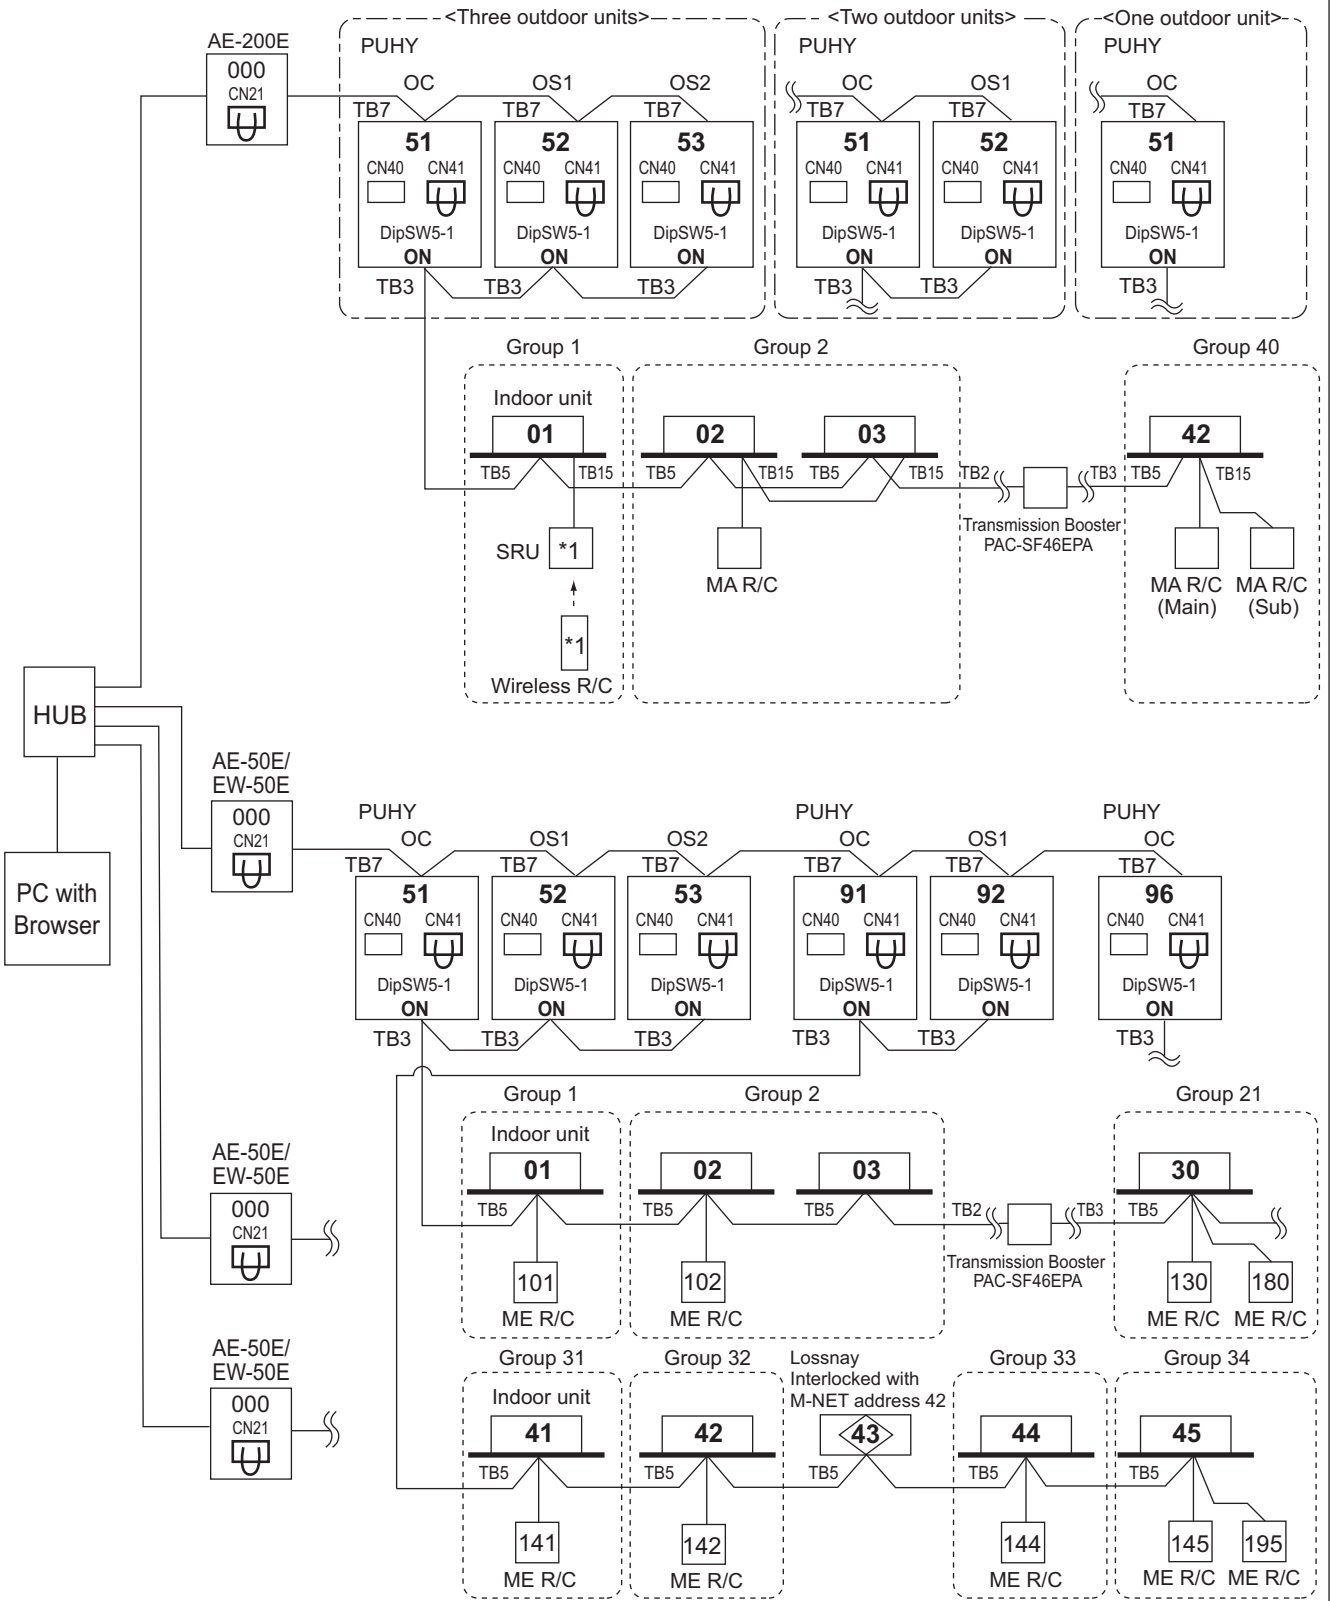 <Three outdoor units>
<Two outdoor units>
<One outdoor unit>
AE-200E
000
CN21
PUHY
PUHY
PUHY
OC OS1 OS2
OC OS1
OC
TB7 TB7 TB7
TB7 TB7
TB7
51 52 53
51 52
51
CN40 CN41 CN40 CN41 CN40 CN41
CN40 CN41 CN40 CN41
CN40 CN41
DipSW5-1 DipSW5-1 DipSW5-1
DipSW5-1 DipSW5-1
DipSW5-1
ON ON ON
ON ON
ON
TB3 TB3 TB3
TB3 TB3
TB3
Group 1
Group 2
Group 40
Indoor unit
01
02
03
42
TB5 TB15
TB5 TB15
TB5 TB15
TB2
TB3
TB5 TB15
Transmission Booster
PAC-SF46EPA
SRU
*1
*1
Wireless R/C
MA R/C
MA R/C
(Main)
MA R/C
(Sub)
HUB
PC with
Browser
AE-50E/
EW-50E
000
CN21
PUHY
PUHY
PUHY
OC OS1 OS2
OC OS1
OC
TB7 TB7 TB7
TB7 TB7
TB7
51 52 53
91 92
96
CN40 CN41 CN40 CN41 CN40 CN41
CN40 CN41 CN40 CN41
CN40 CN41
DipSW5-1 DipSW5-1 DipSW5-1
DipSW5-1 DipSW5-1
DipSW5-1
ON ON ON
ON ON
ON
TB3 TB3 TB3
TB3 TB3
TB3
Group 1
Group 2
Group 21
AE-50E/
EW-50E
000
CN21
Indoor unit
01
02
03
30
TB5
TB5
TB5
TB2
TB3
TB5
Transmission Booster
PAC-SF46EPA
101
102
130
180
ME R/C
ME R/C
ME R/C
ME R/C
AE-50E/
EW-50E
000
CN21
Group 31
Group 32
Lossnay
Interlocked with
M-NET address 42
Group 33
Group 34
Indoor unit
41
42
43
44
45
TB5
TB5
TB5
TB5
TB5
141
142
144
145
195
ME R/C
ME R/C
ME R/C
ME R/C
ME R/C